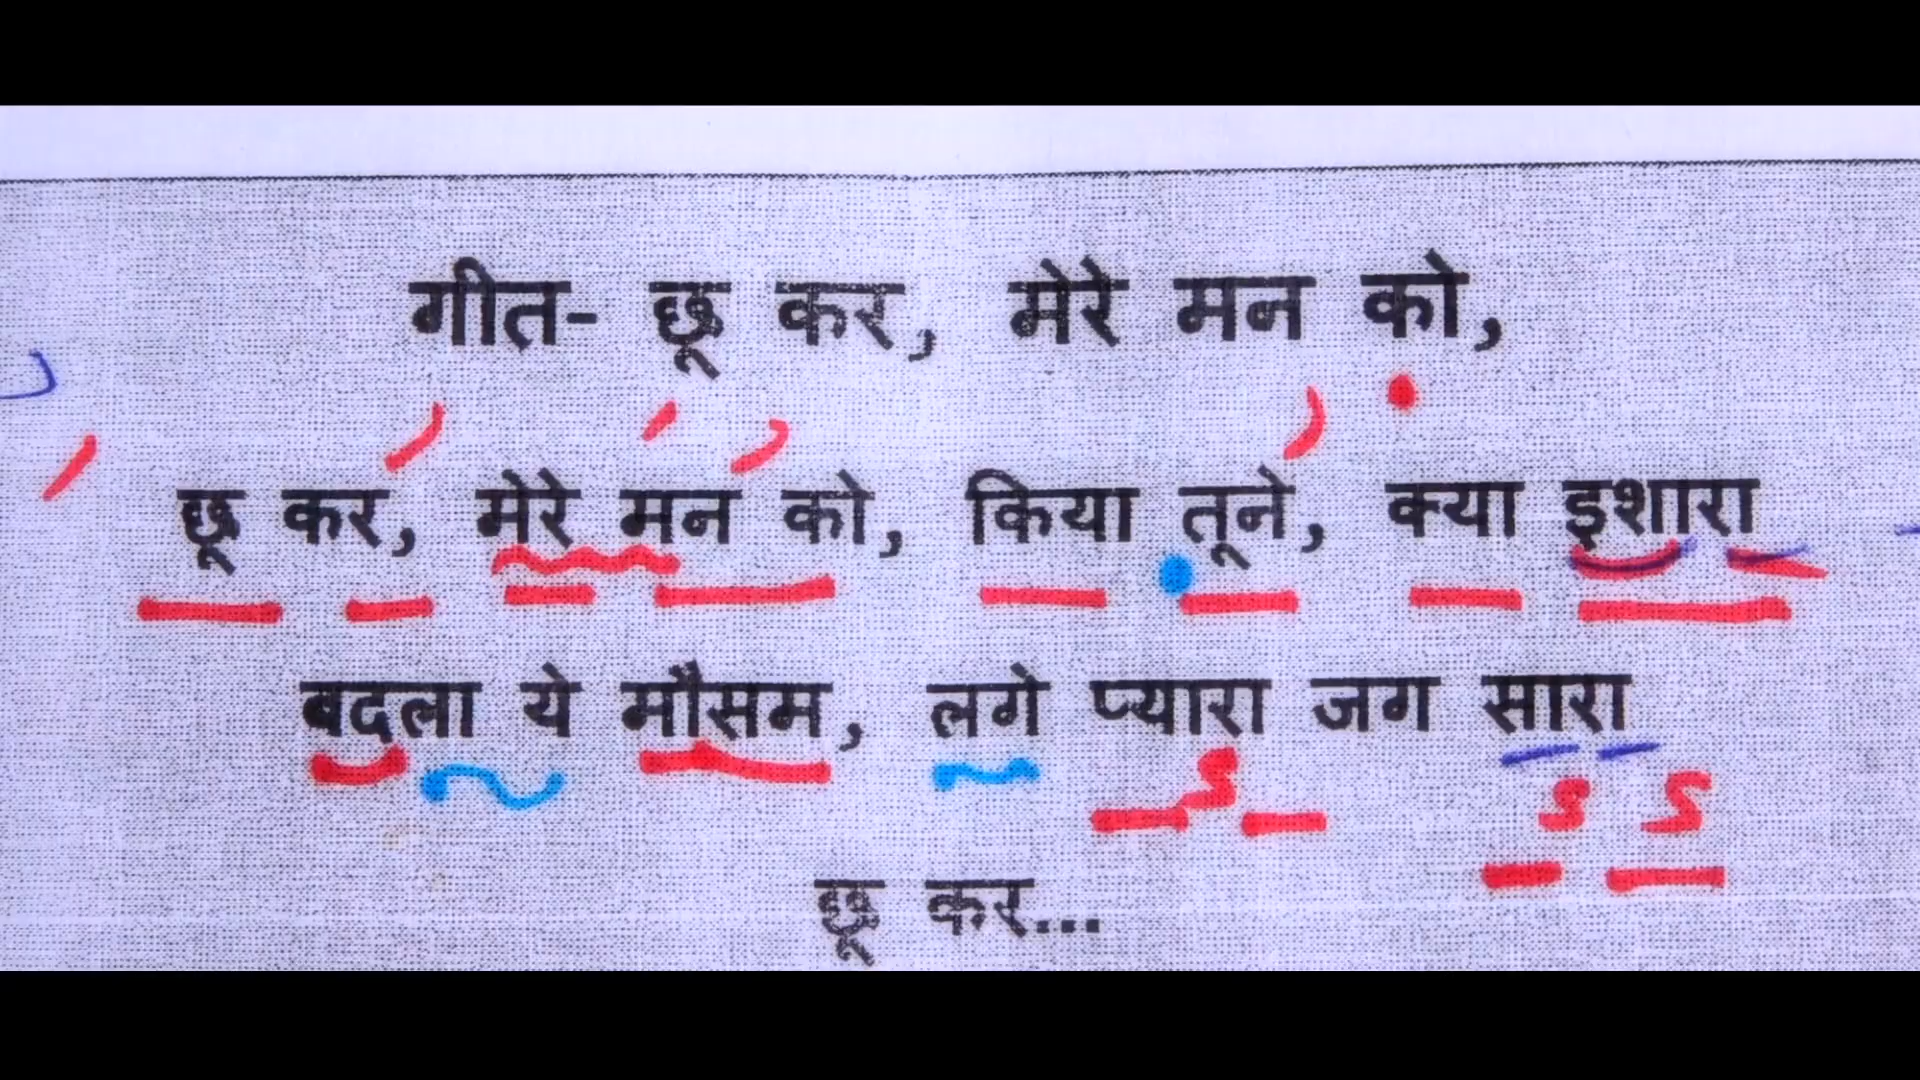 गीत- छू कर, मेरे मन को,
छू कर, मेरे मन को, किया तूने, क्या इशारा
बदला ये मौसम, लगे प्यारा जग सारा
छू कर...